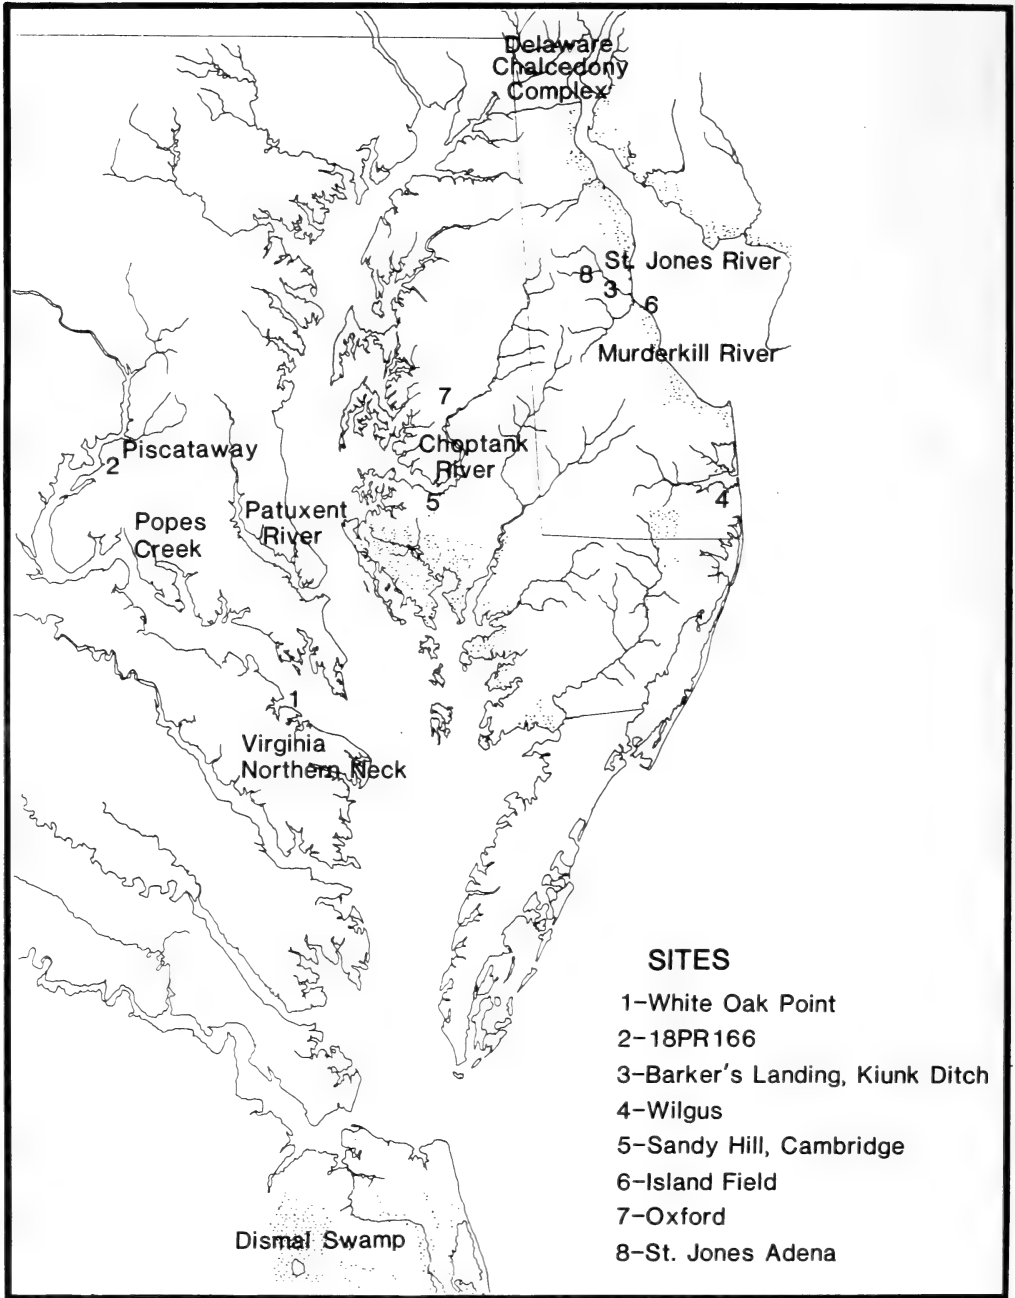 Delaware
Chalcedony
Complex
St. Jones River
8
3
6
Murderkill River
7
Choptank
River
Piscataway
2
5
4
Patuxent
River
Popes
Creek
1
Virginia
Northern Neck
SITES
1-White Oak Point
2-18PR166
3-Barker's Landing, Kiunk Ditch
4-Wilgus
5-Sandy Hill, Cambridge
6-Island Field
7-Oxford
8-St. Jones Adena
Dismal Swamp